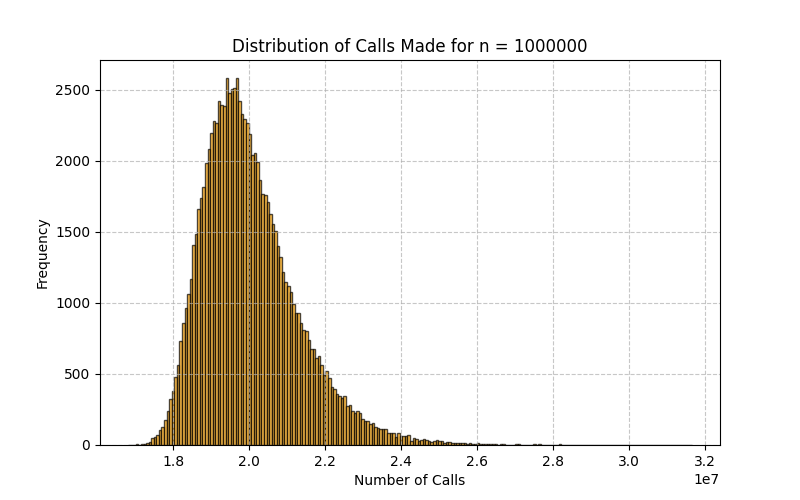 Distribution of Calls Made for n = 1000000
Frequency
2500
2000
1500
1000
500
0
1.8 2.0 2.2 2.4 2.6 2.8 3.0 3.2
1e7
Number of Calls